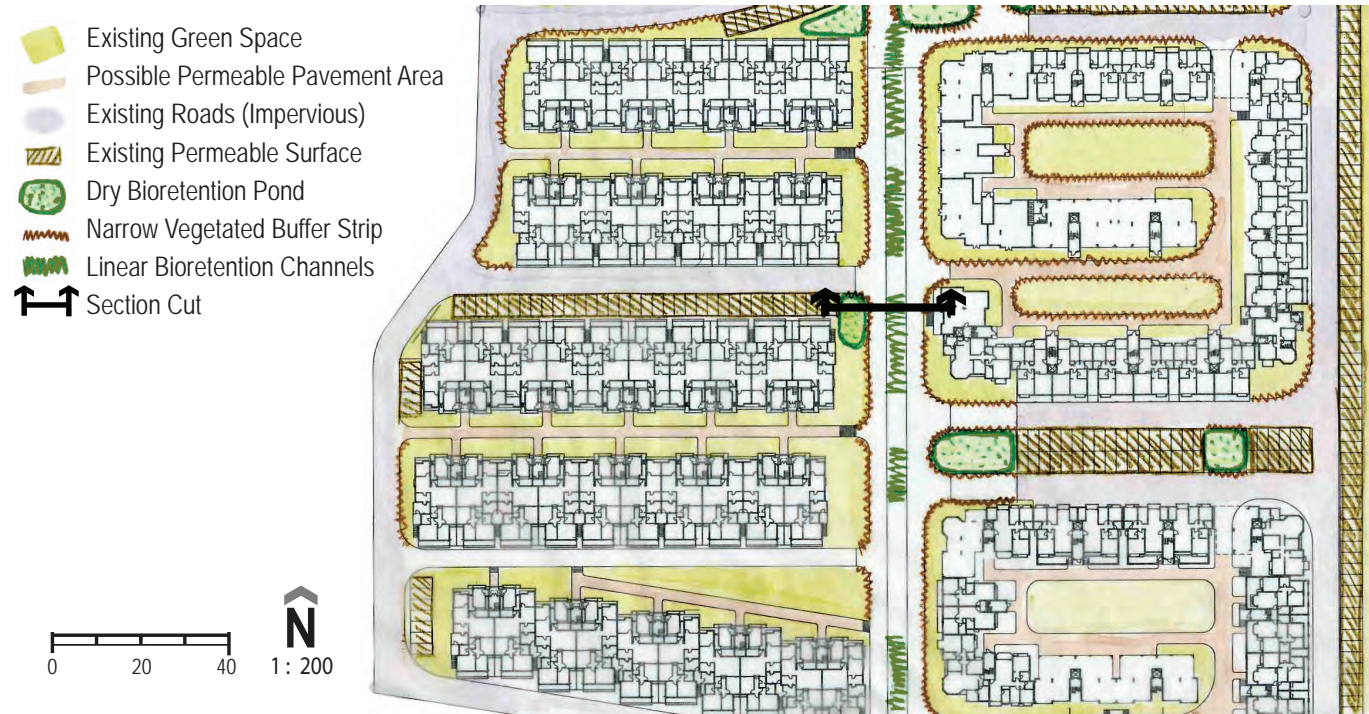 Existing Green Space
Possible Permeable Pavement Area
Existing Roads (Impervious)
Existing Permeable Surface
Dry Bioretention Pond
Narrow Vegetated Buffer Strip
Linear Bioretention Channels
Section Cut
N
0 20 40 1 : 200